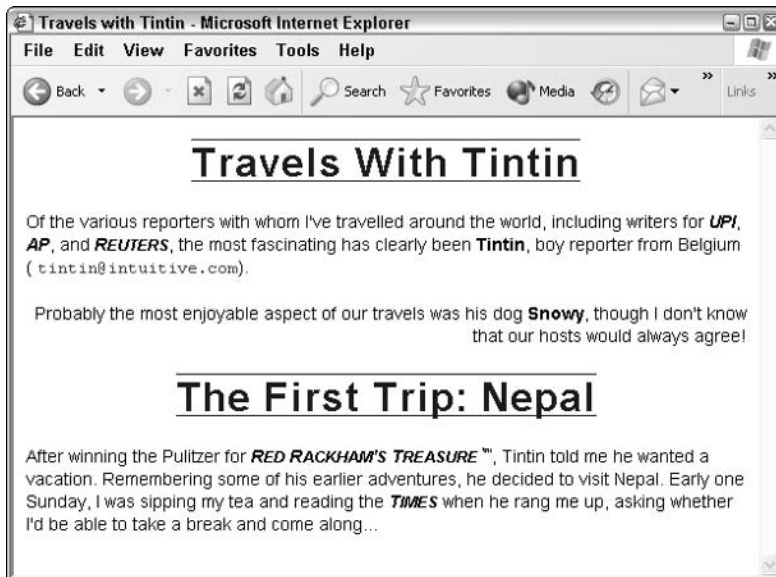 Travels with Tintin - Microsoft Internet Explorer
File Edit View Favorites Tools Help
Back Search Favorites Media » Links »
Travels With Tintin
Of the various reporters with whom I've travelled around the world, including writers for UPI,
AP, and REUTERS, the most fascinating has clearly been Tintin, boy reporter from Belgium
( tintin@intuitive.com).
Probably the most enjoyable aspect of our travels was his dog Snowy, though I don't know
that our hosts would always agree!
The First Trip: Nepal
After winning the Pulitzer for RED RACKHAM'S TREASURE ™, Tintin told me he wanted a
vacation. Remembering some of his earlier adventures, he decided to visit Nepal. Early one
Sunday, I was sipping my tea and reading the TIMES when he rang me up, asking whether
I'd be able to take a break and come along...